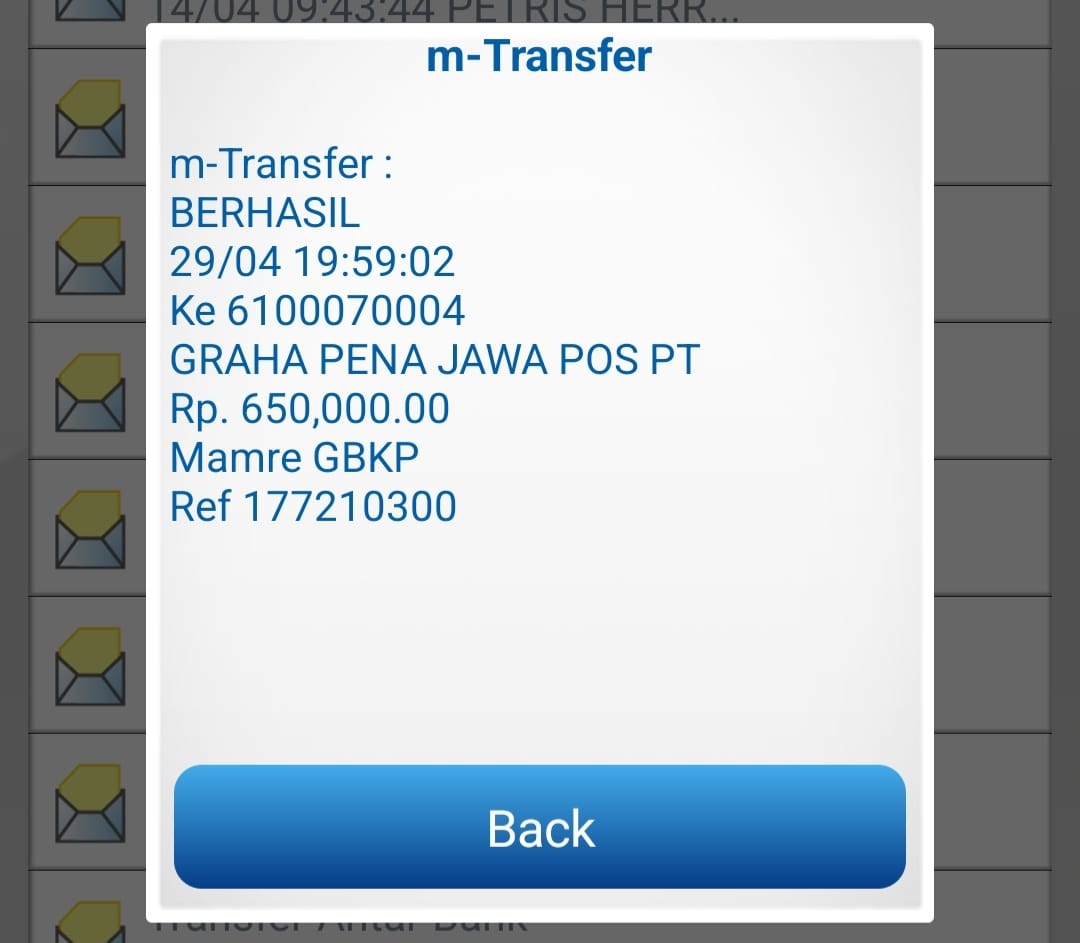 14/04 09:43:44 PETRIS HERR...
m-Transfer
m-Transfer :
BERHASIL
29/04 19:59:02
Ke 6100070004
GRAHA PENA JAWA POS PT
Rp. 650,000.00
Mamre GBKP
Ref 177210300
Back
Transfer Antar Bank